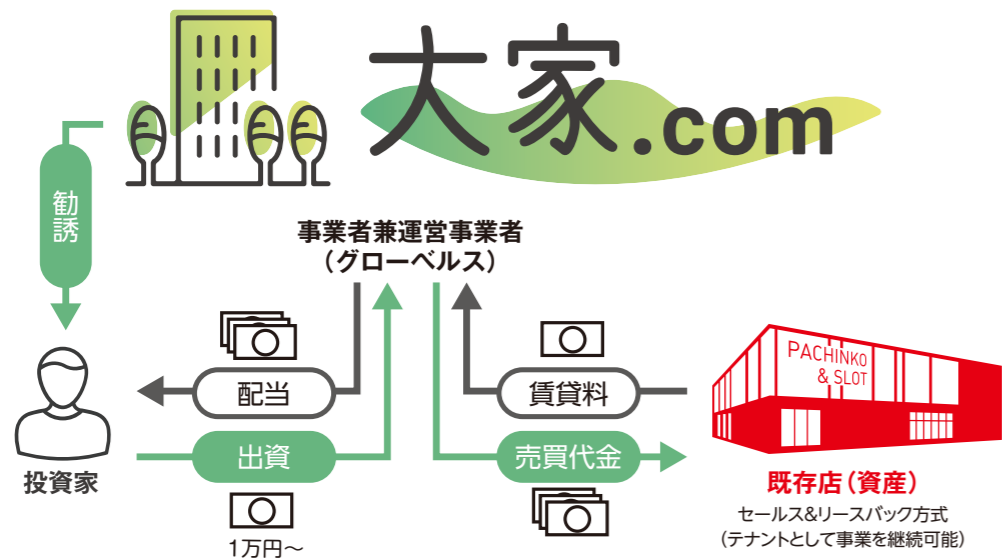 大家.com
勧誘
事業者兼運営事業者
（グローベルス）
配当
賃貸料
PACHINKO
& SLOT
出資
売買代金
投資家
1万円〜
既存店（資産）
セールス&リースバック方式
（テナントとして事業を継続可能）